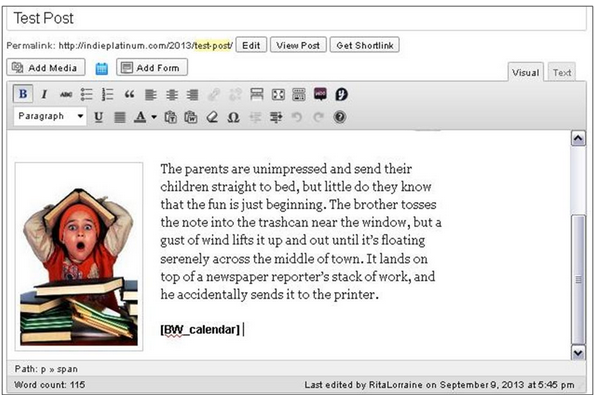 Test Post
Permalink: http://indieplatinum.com/2013/test-post/ Edit View Post Get Shortlink
Add Media Add Form
Visual Text
B I ABC
Paragraph U A Ω
The parents are unimpressed and send their
children straight to bed, but little do they know
that the fun is just beginning. The brother tosses
the note into the trashcan near the window, but a
gust of wind lifts it up and out until it's floating
serenely across the middle of town. It lands on
top of a newspaper reporter's stack of work, and
he accidentally sends it to the printer.
[BW_calendar]
Path: p » span
Word count: 115 Last edited by RitaLorraine on September 9, 2013 at 5:45 pm